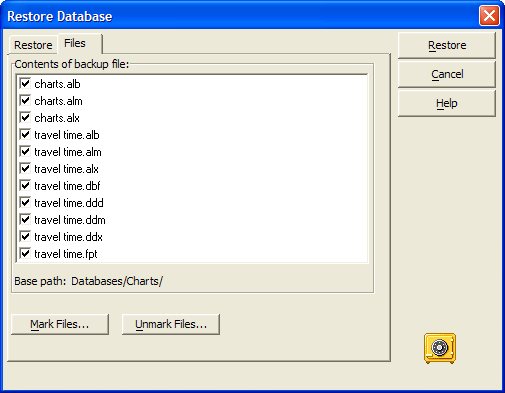 Restore Database
Restore
Files
Contents of backup file:
charts.alb
charts.alm
charts.alx
travel time.alb
travel time.alm
travel time.alx
travel time.dbf
travel time.ddd
travel time.ddm
travel time.ddx
travel time.fpt
Base path: Databases/Charts/
Mark Files...
Unmark Files...
Restore
Cancel
Help